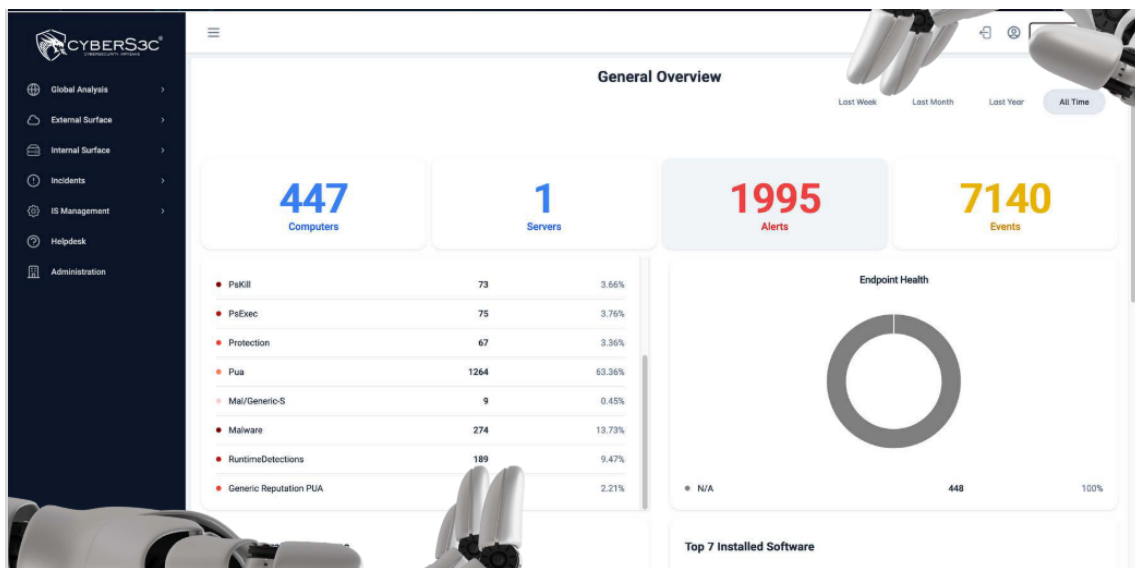 CYBERS3C®
General Overview
Last Week Last Month Last Year All Time
Global Analysis
External Surface
Internal Surface
Incidents
IS Management
Helpdesk
Administration
447
Computers
1
Servers
1995
Alerts
7140
Events
PsKill 73 3.66%
PsExec 75 3.76%
Protection 67 3.36%
Pua 1264 63.36%
Mal/Generic-S 9 0.45%
Malware 274 13.73%
RuntimeDetections 189 9.47%
Generic Reputation PUA 2.21%
Endpoint Health
N/A 448 100%
Top 7 Installed Software